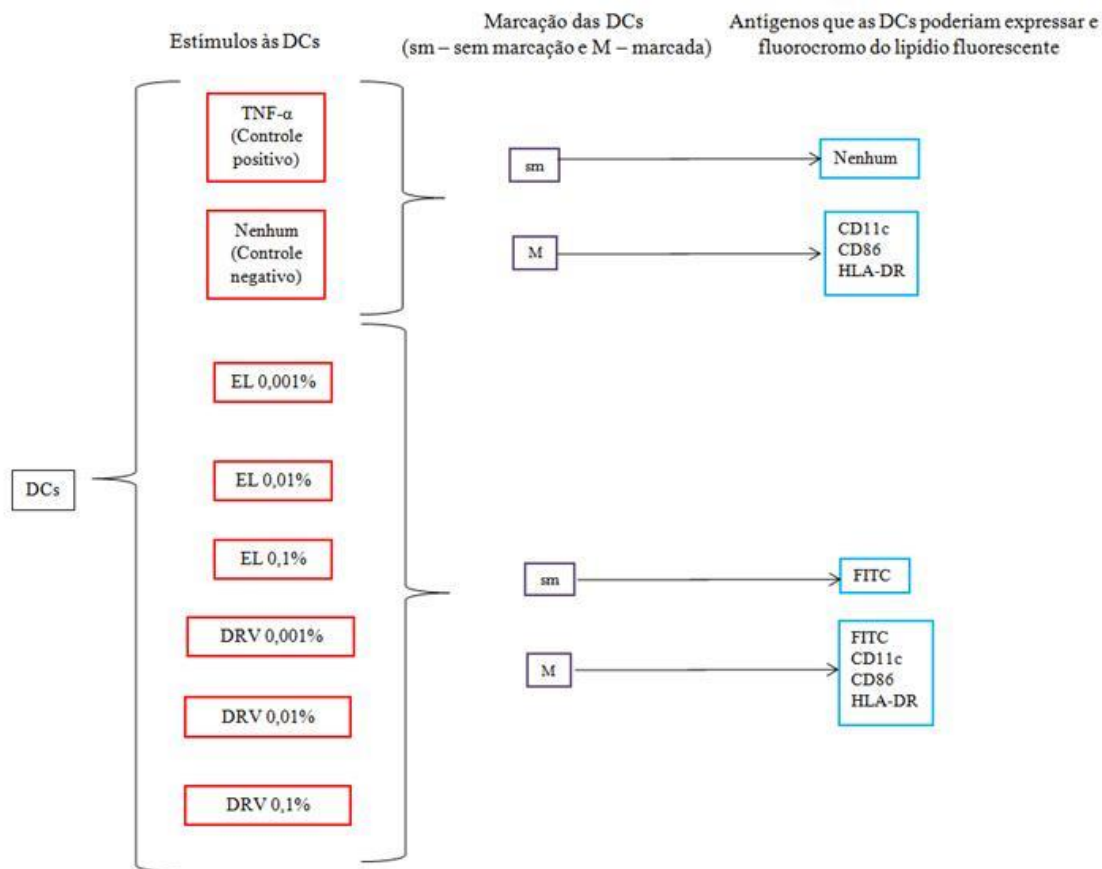 Estímulos às DCs
Marcação das DCs
(sm – sem marcação e M – marcada)
Antígenos que as DCs poderiam expressar e
fluorocromo do lipídio fluorescente
DCs
TNF-α
(Controle
positivo)
Nenhum
(Controle
negativo)
sm
Nenhum
M
CD11c
CD86
HLA-DR
EL 0,001%
EL 0,01%
EL 0,1%
DRV 0,001%
DRV 0,01%
DRV 0,1%
sm
FITC
M
FITC
CD11c
CD86
HLA-DR